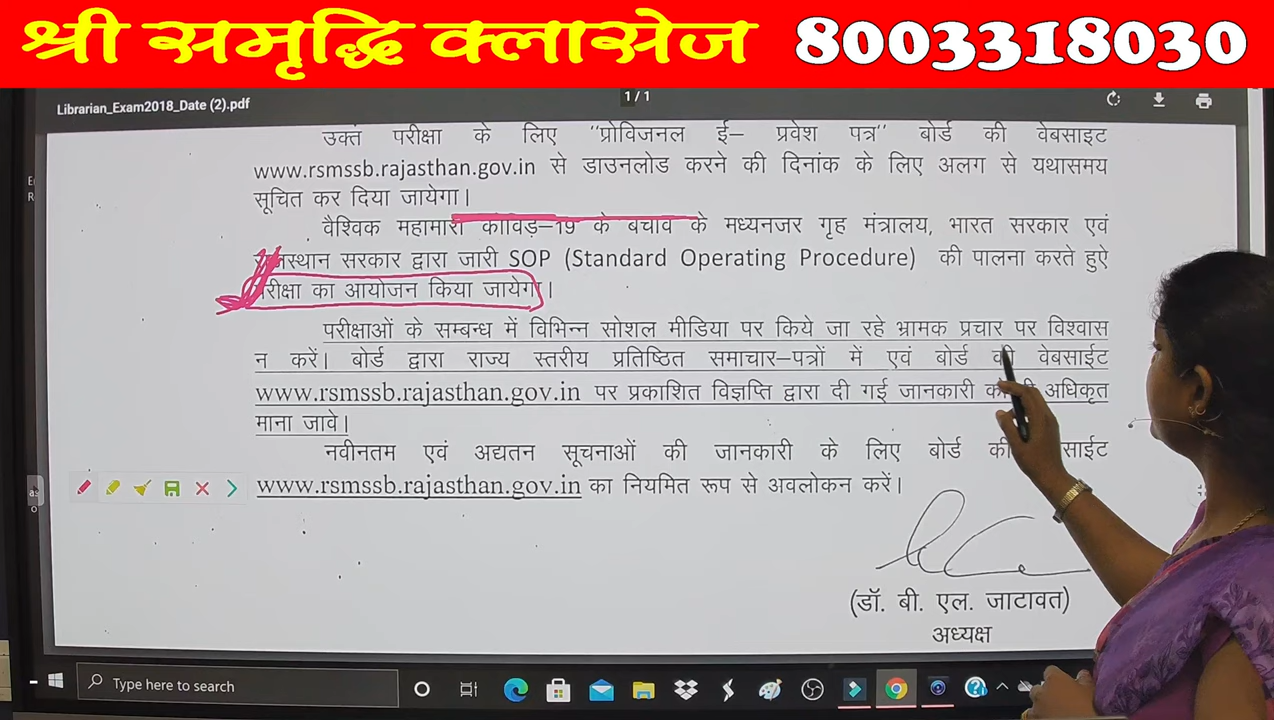 श्री समृद्धि क्लासेज 8003318030
Librarian_Exam2018_Date (2).pdf
1 / 1
उक्त परीक्षा के लिए "प्रोविजनल ई– प्रवेश पत्र" बोर्ड की वेबसाइट
www.rsmssb.rajasthan.gov.in से डाउनलोड करने की दिनांक के लिए अलग से यथासमय
सूचित कर दिया जायेगा।
वैश्विक महामारी कोविड़–19 के बचाव के मध्यनजर गृह मंत्रालय, भारत सरकार एवं
राजस्थान सरकार द्वारा जारी SOP (Standard Operating Procedure) की पालना करते हुऐ
परीक्षा का आयोजन किया जायेगा।
परीक्षाओं के सम्बन्ध में विभिन्न सोशल मीडिया पर किये जा रहे भ्रामक प्रचार पर विश्वास
न करें। बोर्ड द्वारा राज्य स्तरीय प्रतिष्ठित समाचार–पत्रों में एवं बोर्ड की वेबसाईट
www.rsmssb.rajasthan.gov.in पर प्रकाशित विज्ञप्ति द्वारा दी गई जानकारी को ही अधिकृत
माना जावे।
नवीनतम एवं अद्यतन सूचनाओं की जानकारी के लिए बोर्ड की
www.rsmssb.rajasthan.gov.in का नियमित रूप से अवलोकन करें।
(डॉ. बी. एल. जाटावत)
अध्यक्ष
Type here to search